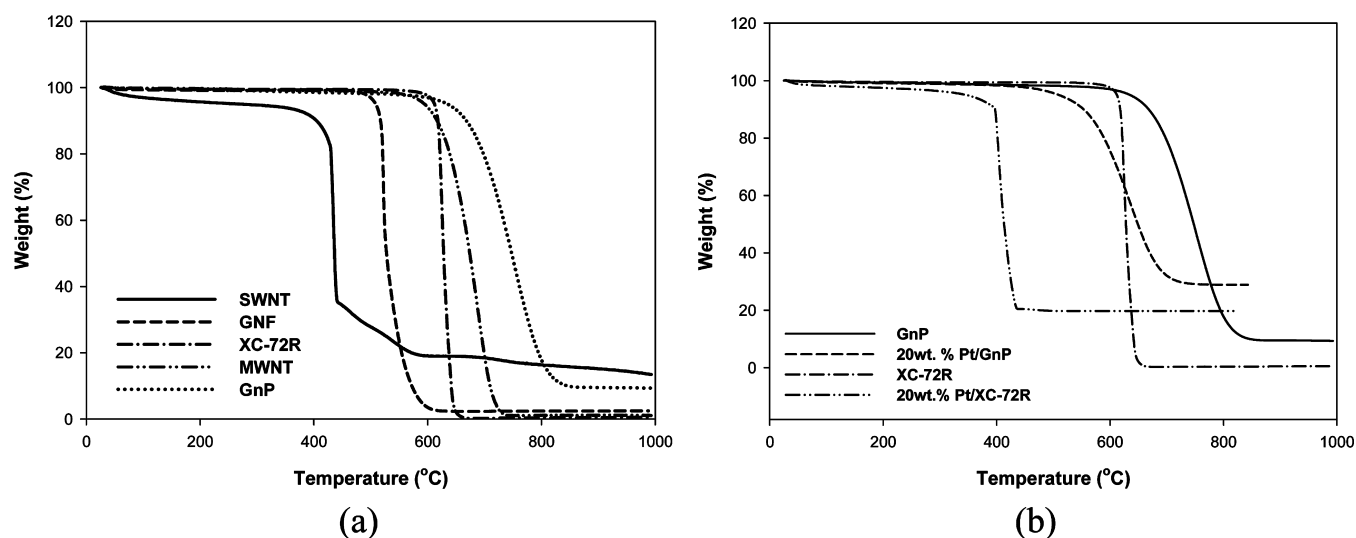 120
100
80
60
40
20
0
Weight (%)
SWNT
GNF
XC-72R
MWNT
GnP
0 200 400 600 800 1000
Temperature (°C)
(a)
120
100
80
60
40
20
0
Weight (%)
GnP
20wt. % Pt/GnP
XC-72R
20wt.% Pt/XC-72R
0 200 400 600 800 1000
Temperature (°C)
(b)